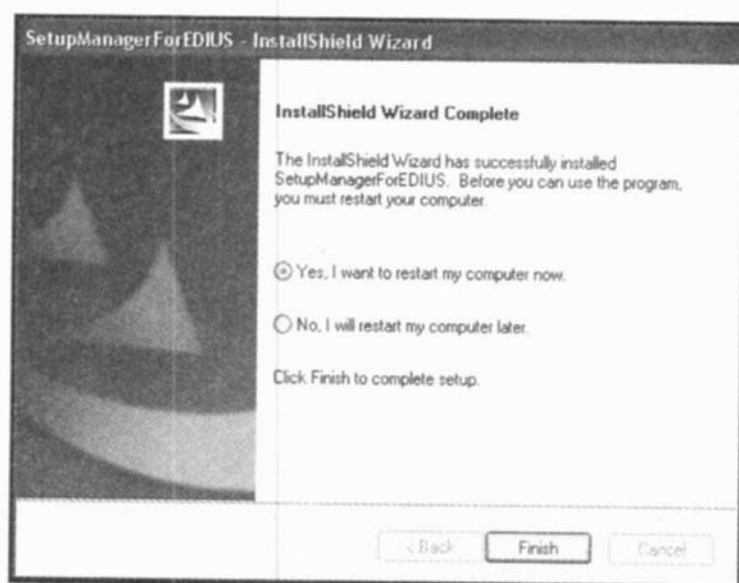 SetupManagerForEDIUS - InstallShield Wizard
InstallShield Wizard Complete
The InstallShield Wizard has successfully installed
SetupManagerForEDIUS. Before you can use the program,
you must restart your computer.
Yes, I want to restart my computer now.
No, I will restart my computer later.
Click Finish to complete setup.
< Back
Finish
Cancel